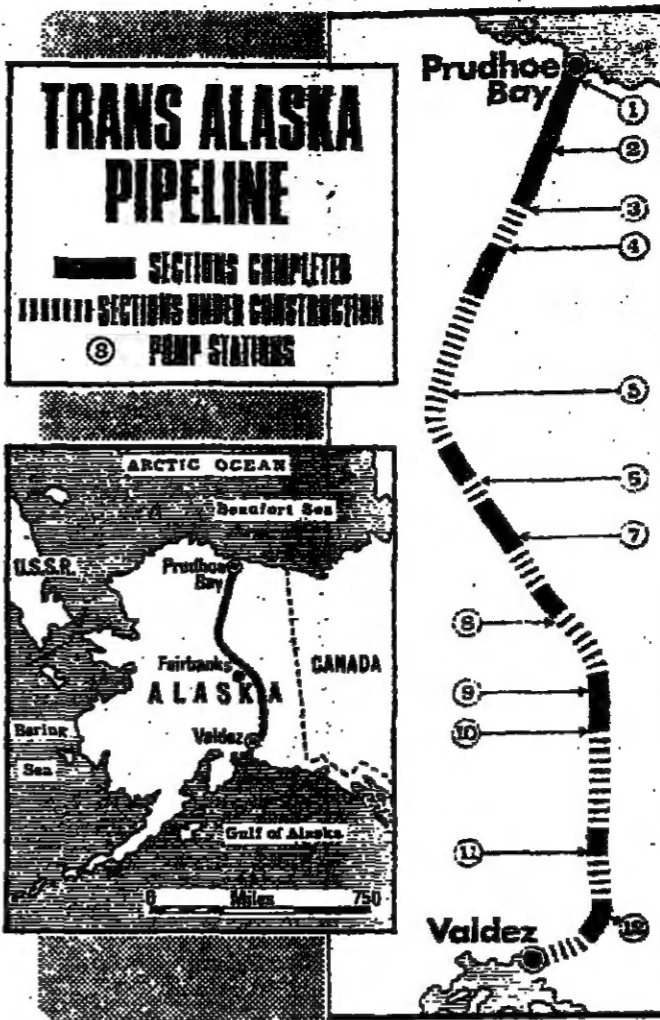 TRANS ALASKA
PIPELINE
SECTIONS COMPLETED
SECTIONS UNDER CONSTRUCTION
⑧ PUMP STATIONS
ARCTIC OCEAN
Beaufort Sea
U.S.S.R.
Prudhoe
Bay
Fairbanks
CANADA
ALASKA
Valdez
Bering
Sea
Gulf of Alaska
0 Miles 750
Prudhoe
Bay
1
2
3
4
5
7
8
9
10
11
12
Valdez